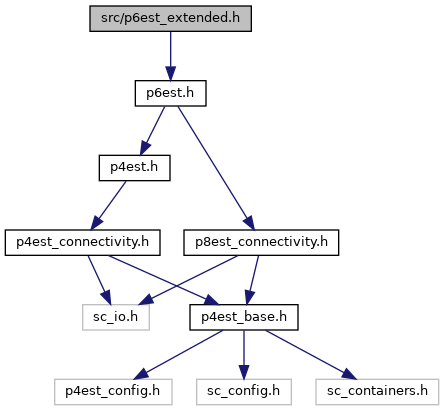 src/p6est_extended.h
p6est.h
p4est.h
p4est_connectivity.h
p8est_connectivity.h
sc_io.h
p4est_base.h
p4est_config.h
sc_config.h
sc_containers.h